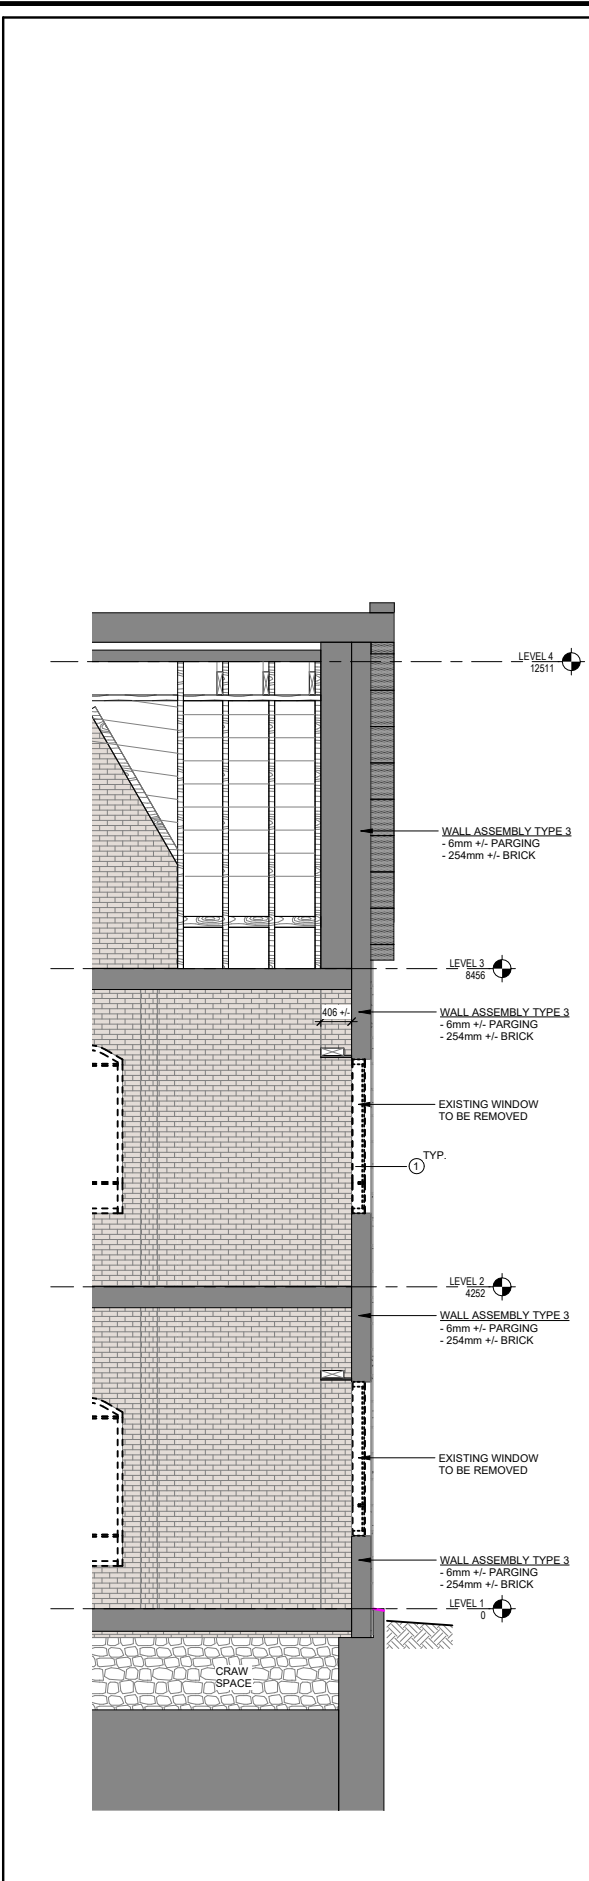 LEVEL 4
12511
WALL ASSEMBLY TYPE 3
- 6mm +/- PARGING
- 254mm +/- BRICK
LEVEL 3
8456
406 +/-
WALL ASSEMBLY TYPE 3
- 6mm +/- PARGING
- 254mm +/- BRICK
EXISTING WINDOW
TO BE REMOVED
TYP.
1
LEVEL 2
4252
WALL ASSEMBLY TYPE 3
- 6mm +/- PARGING
- 254mm +/- BRICK
EXISTING WINDOW
TO BE REMOVED
WALL ASSEMBLY TYPE 3
- 6mm +/- PARGING
- 254mm +/- BRICK
LEVEL 1
0
CRAW
SPACE